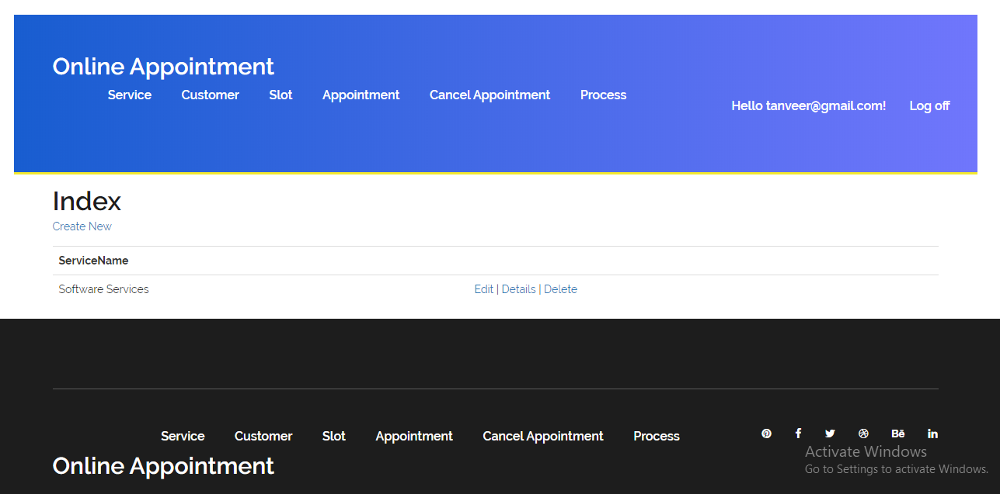 Online Appointment
Service Customer Slot Appointment Cancel Appointment Process
Hello tanveer@gmail.com! Log off
Index
Create New
ServiceName
Software Services Edit | Details | Delete
Service Customer Slot Appointment Cancel Appointment Process
Bē in
Activate Windows
Online Appointment
Go to Settings to activate Windows.